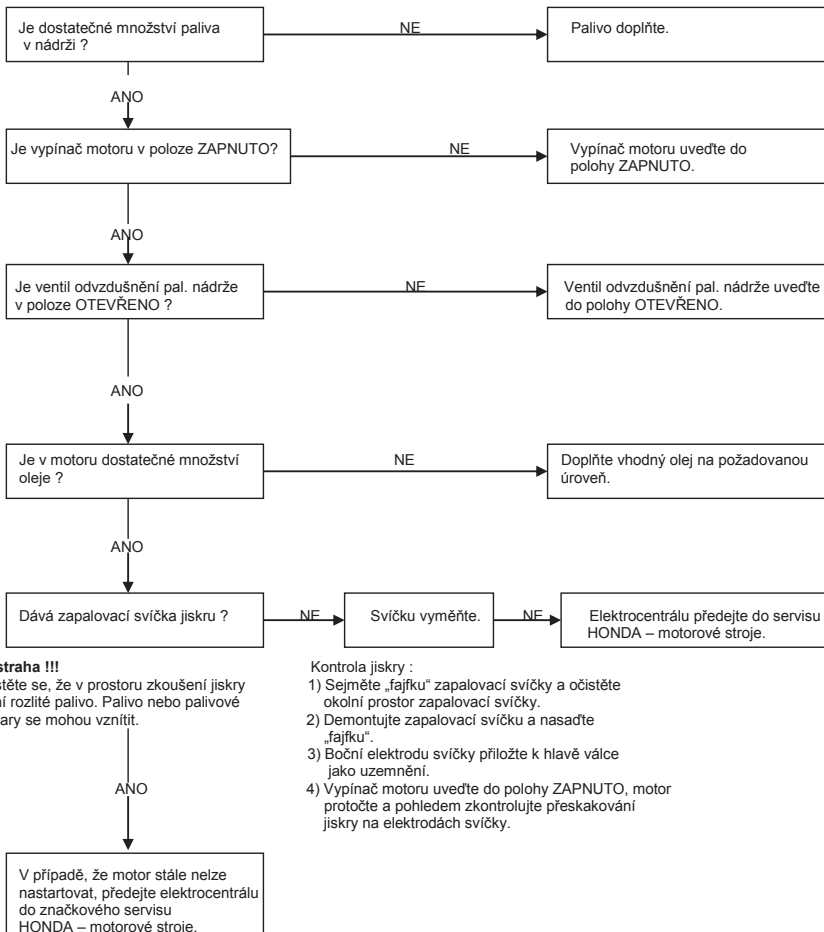 Je dostatečné množství paliva
v nádrži ?
NE
Palivo doplňte.
ANO
Je vypínač motoru v poloze ZAPNUTO?
NE
Vypínač motoru uveďte do
polohy ZAPNUTO.
ANO
Je ventil odvzdušnění pal. nádrže
v poloze OTEVŘENO ?
NE
Ventil odvzdušnění pal. nádrže uveďte
do polohy OTEVŘENO.
ANO
Je v motoru dostatečné množství
oleje ?
NE
Doplňte vhodný olej na požadovanou
úroveň.
ANO
Dává zapalovací svíčka jiskru ?
NE
Svíčku vyměňte.
NE
Elektrocentrálu předejte do servisu
HONDA – motorové stroje.
straha !!!
stěte se, že v prostoru zkoušení jiskry
ní rozlité palivo. Palivo nebo palivové
ary se mohou vznítit.
Kontrola jiskry :
1) Sejměte „fajfku“ zapalovací svíčky a očistěte
okolní prostor zapalovací svíčky.
2) Demontujte zapalovací svíčku a nasaďte
„fajfku“.
3) Boční elektrodu svíčky přiložte k hlavě válce
jako uzemnění.
4) Vypínač motoru uveďte do polohy ZAPNUTO, motor
protočte a pohledem zkontrolujte přeskakování
jiskry na elektrodách svíčky.
ANO
V případě, že motor stále nelze
nastartovat, předejte elektrocentrálu
do značkového servisu
HONDA – motorové stroje.